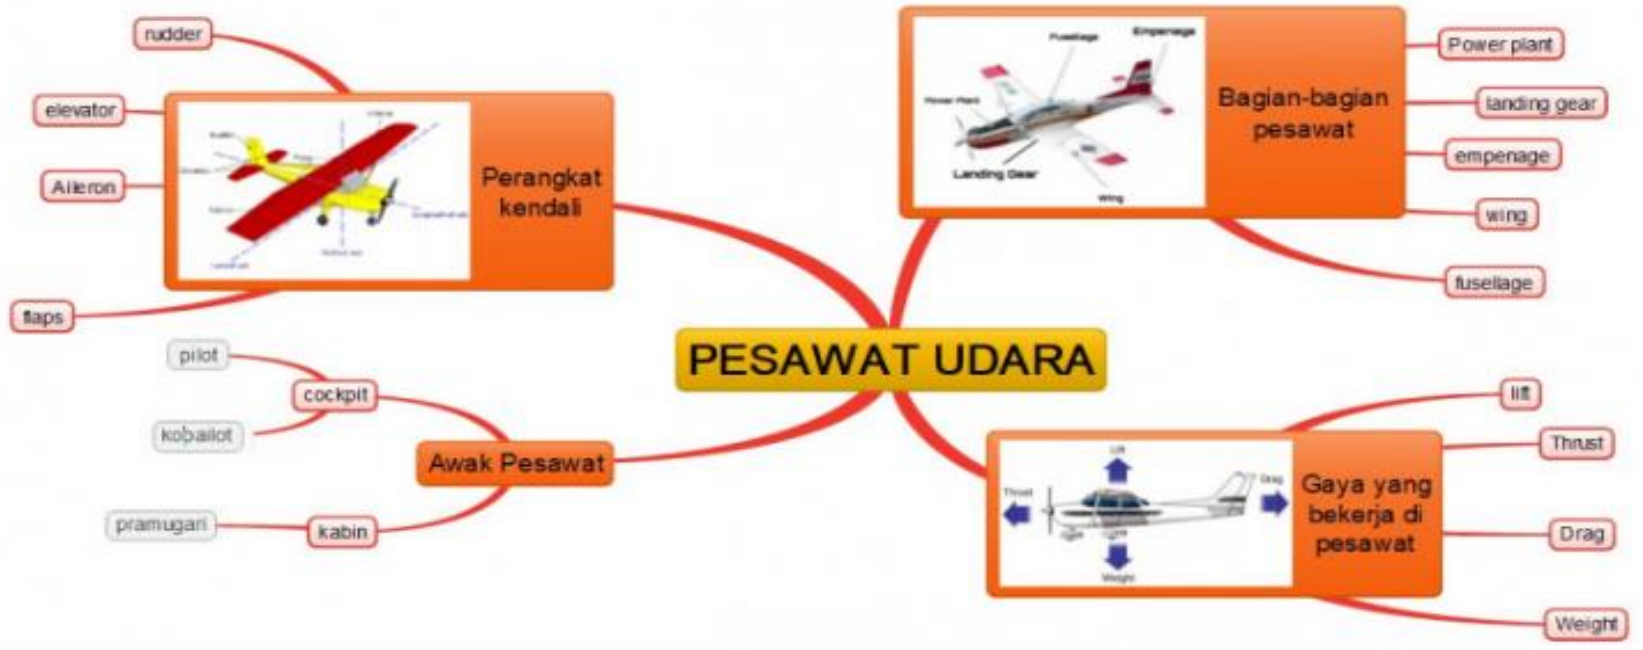 rudder
elevator
Aileron
flaps
Perangkat
kendali
Fusellage
Empenage
Power Plant
Landing Gear
Wing
Bagian-bagian
pesawat
Power plant
landing gear
empenage
wing
fusellage
PESAWAT UDARA
pilot
cockpit
kobailot
Awak Pesawat
pramugari
kabin
Lift
Thrust
Drag
Weight
Gaya yang
bekerja di
pesawat
lift
Thrust
Drag
Weight